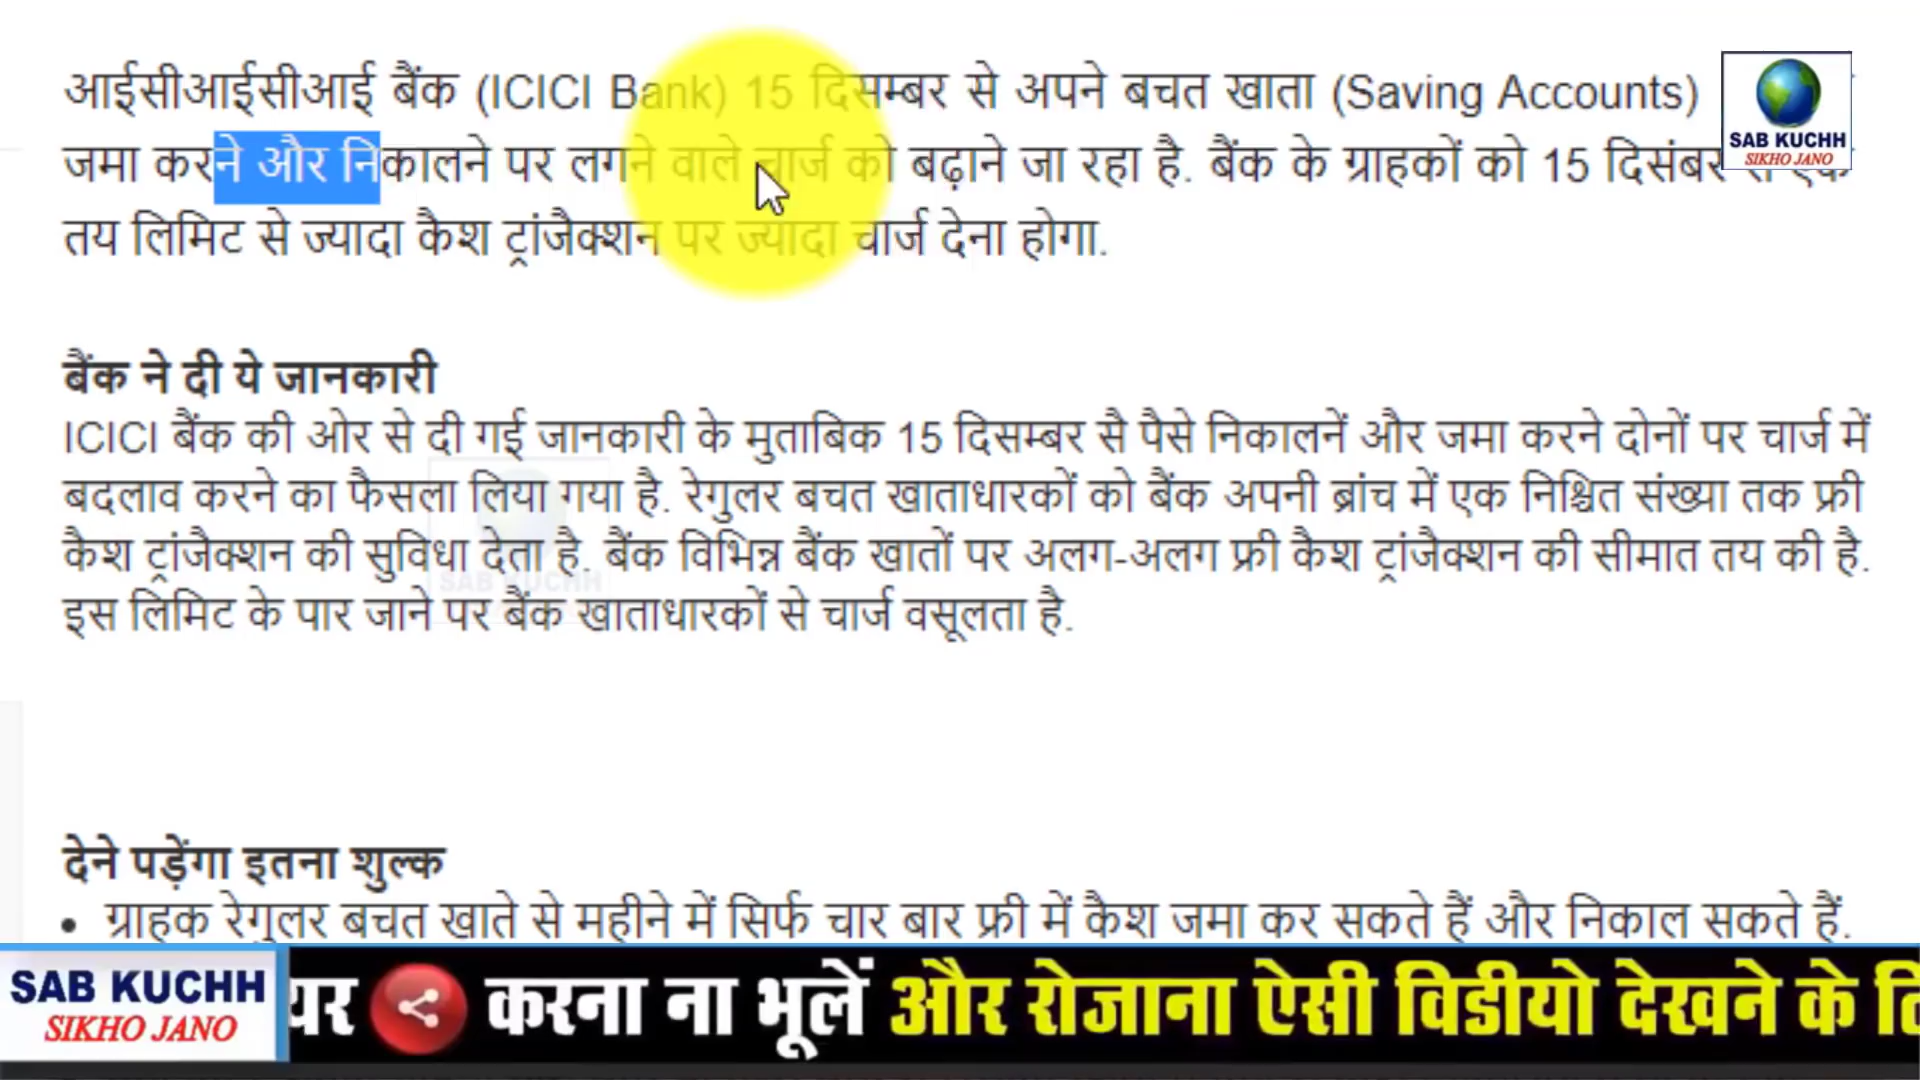 आईसीआईसीआई बैंक (ICICI Bank) 15 दिसम्बर से अपने बचत खाता (Saving Accounts)
जमा करने और निकालने पर लगने वाले चार्ज को बढ़ाने जा रहा है. बैंक के ग्राहकों को 15 दिसंबर से एक
तय लिमिट से ज्यादा कैश ट्रांजैक्शन पर ज्यादा चार्ज देना होगा.
SAB KUCHH
SIKHO JANO
बैंक ने दी ये जानकारी
ICICI बैंक की ओर से दी गई जानकारी के मुताबिक 15 दिसम्बर सै पैसे निकालनें और जमा करने दोनों पर चार्ज में
बदलाव करने का फैसला लिया गया है. रेगुलर बचत खाताधारकों को बैंक अपनी ब्रांच में एक निश्चित संख्या तक फ्री
कैश ट्रांजैक्शन की सुविधा देता है. बैंक विभिन्न बैंक खातों पर अलग-अलग फ्री कैश ट्रांजैक्शन की सीमात तय की है.
इस लिमिट के पार जाने पर बैंक खाताधारकों से चार्ज वसूलता है.
SAB KUCHH
देने पड़ेंगा इतना शुल्क
• ग्राहक रेगुलर बचत खाते से महीने में सिर्फ चार बार फ्री में कैश जमा कर सकते हैं और निकाल सकते हैं.
SAB KUCHH
SIKHO JANO
यर करना ना भूलें और रोजाना ऐसी विडीयो देखने के